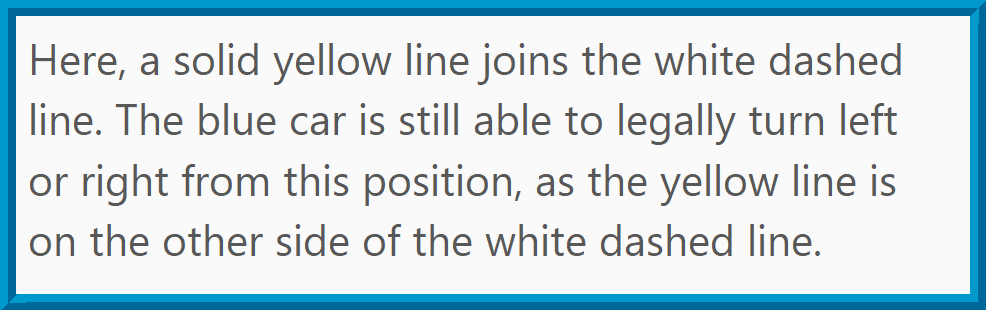 Here, a solid yellow line joins the white dashed
line. The blue car is still able to legally turn left
or right from this position, as the yellow line is
on the other side of the white dashed line.